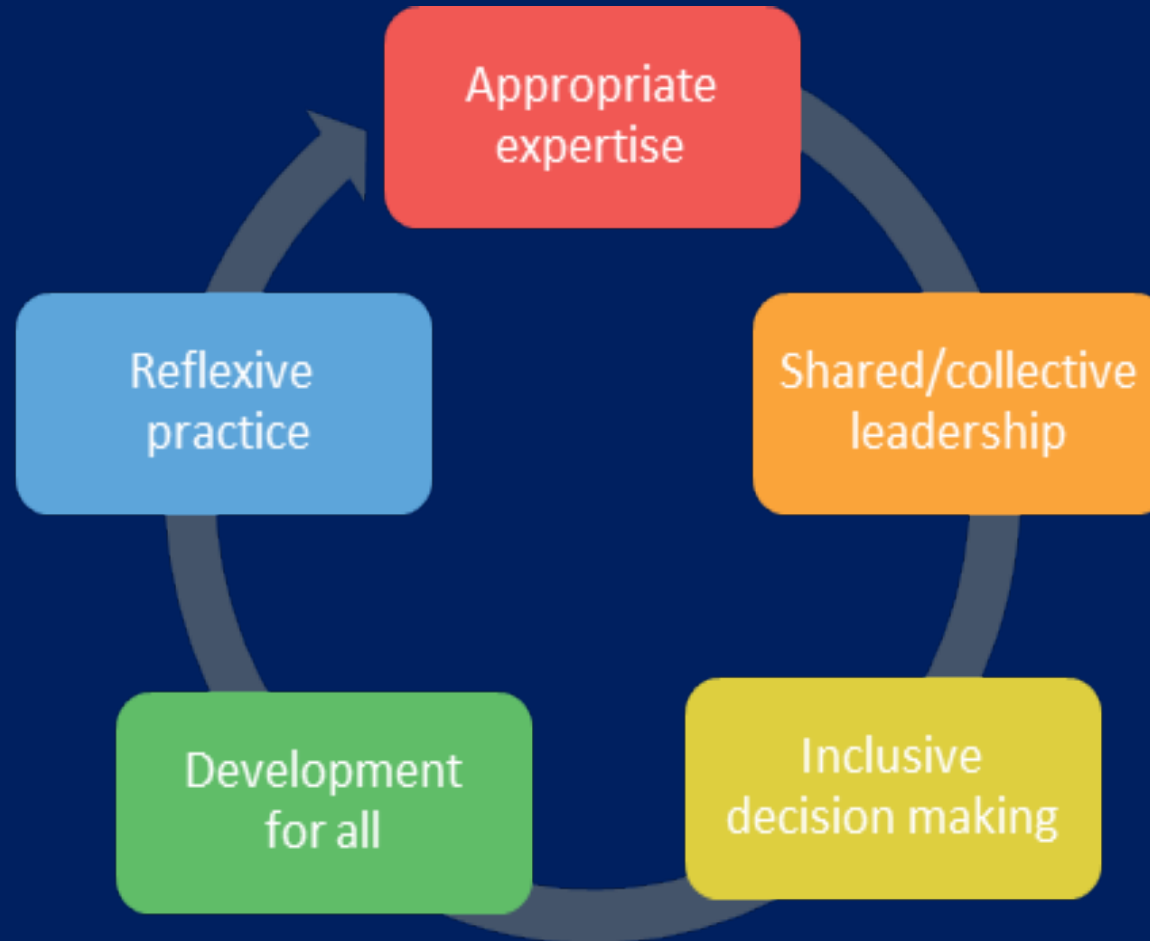 Appropriate
expertise
Shared/collective
leadership
Inclusive
decision making
Development
for all
Reflexive
practice